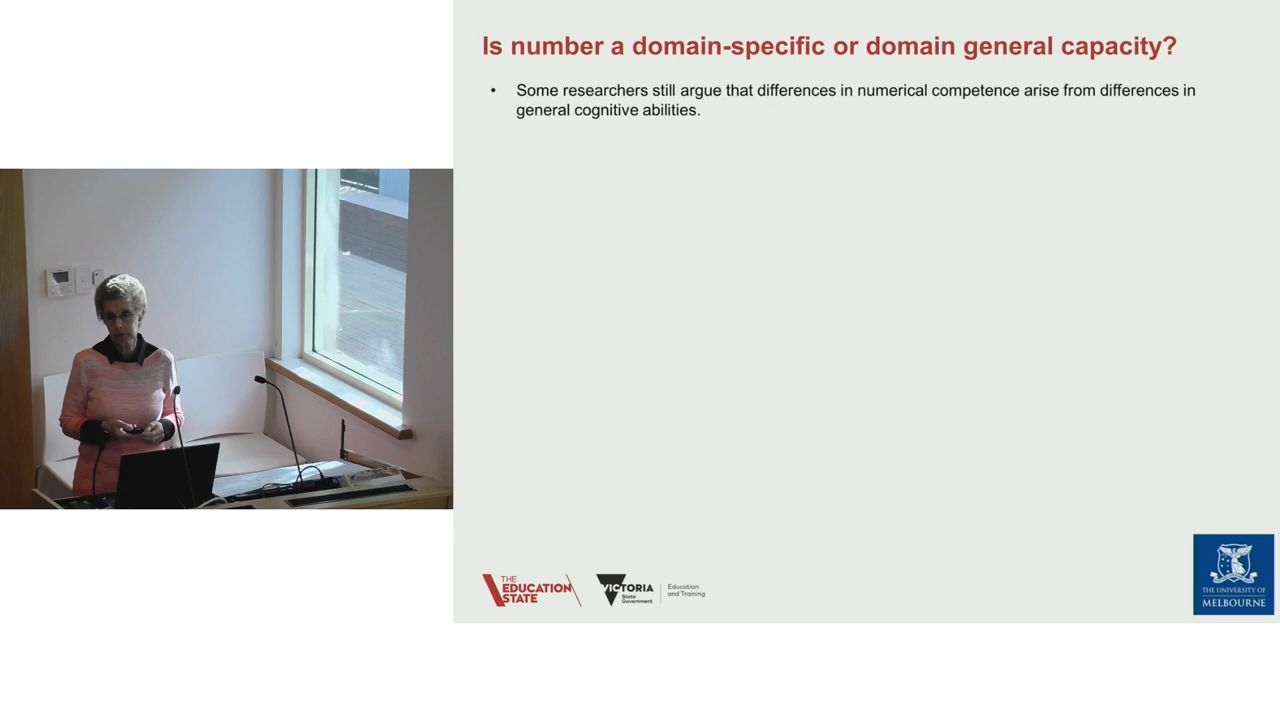 Is number a domain-specific or domain general capacity?
• Some researchers still argue that differences in numerical competence arise from differences in
general cognitive abilities.
THE
EDUCATION
STATE
VICTORIA
State
Government
Education
and Training
THE UNIVERSITY OF
MELBOURNE